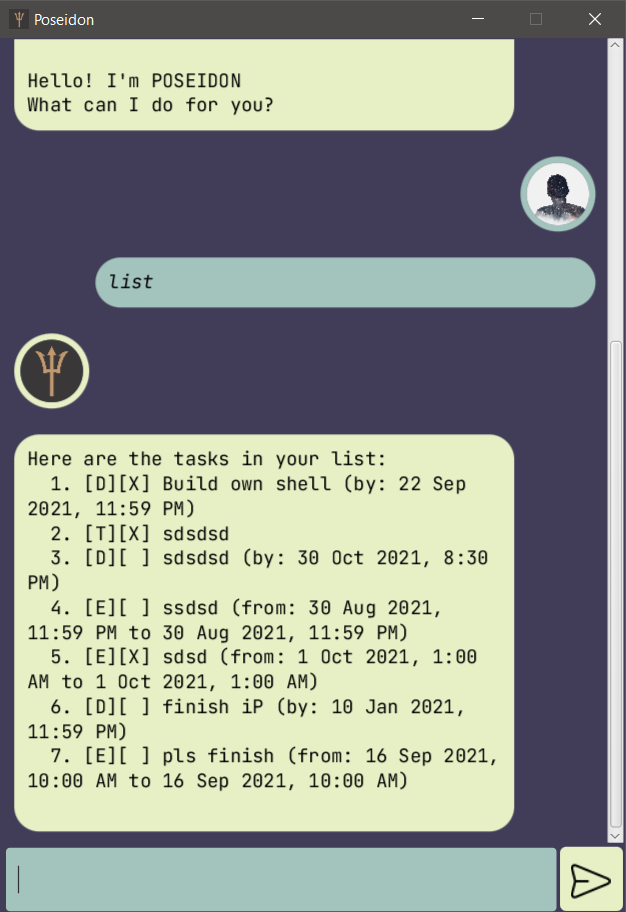 Poseidon
Hello! I'm POSEIDON
What can I do for you?
list
Here are the tasks in your list:
1. [D][X] Build own shell (by: 22 Sep
2021, 11:59 PM)
2. [T][X] sdsdsd
3. [D][ ] sdsdsd (by: 30 Oct 2021, 8:30
PM)
4. [E][ ] ssdsd (from: 30 Aug 2021,
11:59 PM to 30 Aug 2021, 11:59 PM)
5. [E][X] sdsd (from: 1 Oct 2021, 1:00
AM to 1 Oct 2021, 1:00 AM)
6. [D][ ] finish iP (by: 10 Jan 2021,
11:59 PM)
7. [E][ ] pls finish (from: 16 Sep 2021,
10:00 AM to 16 Sep 2021, 10:00 AM)